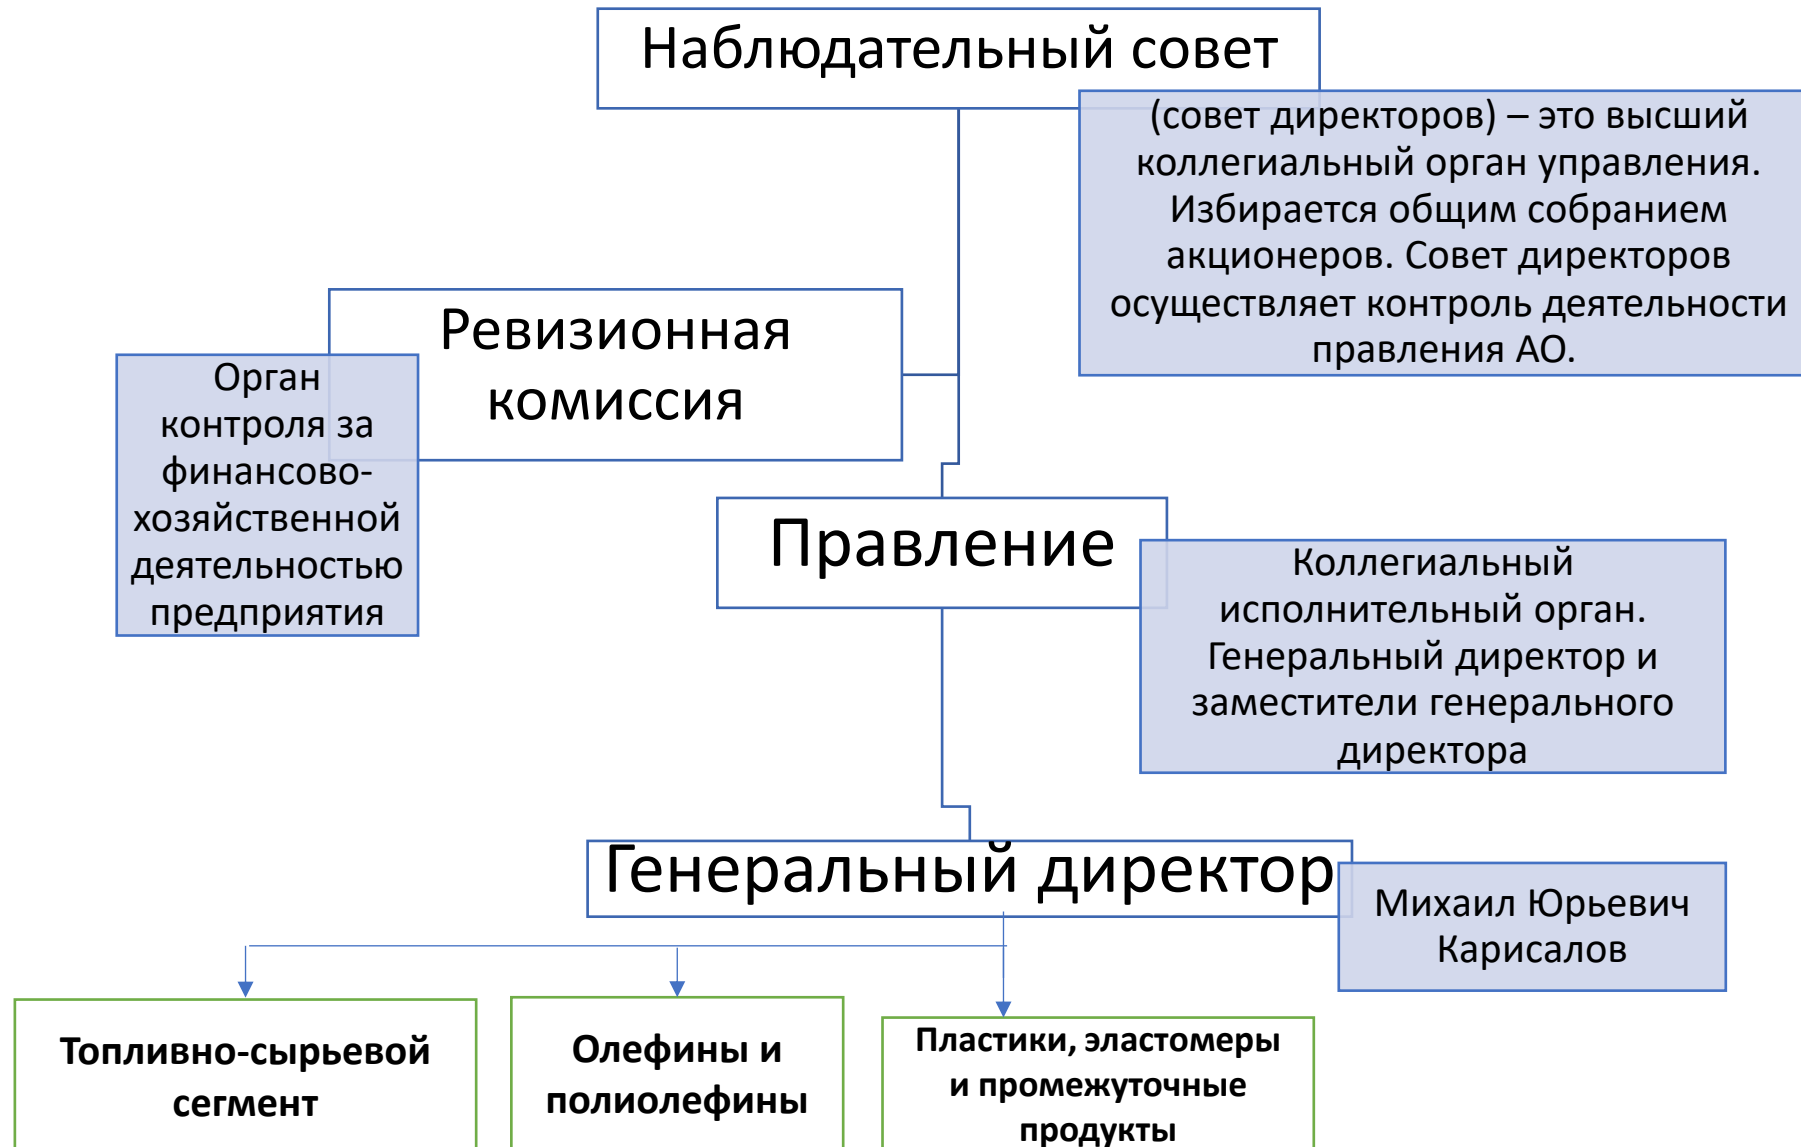 Наблюдательный совет
(совет директоров) – это высший
коллегиальный орган управления.
Избирается общим собранием
акционеров. Совет директоров
осуществляет контроль деятельности
правления АО.
Ревизионная
комиссия
Орган
контроля за
финансово-
хозяйственной
деятельностью
предприятия
Правление
Коллегиальный
исполнительный орган.
Генеральный директор и
заместители генерального
директора
Генеральный директор
Михаил Юрьевич
Карисалов
Топливно-сырьевой
сегмент
Олефины и
полиолефины
Пластики, эластомеры
и промежуточные
продукты